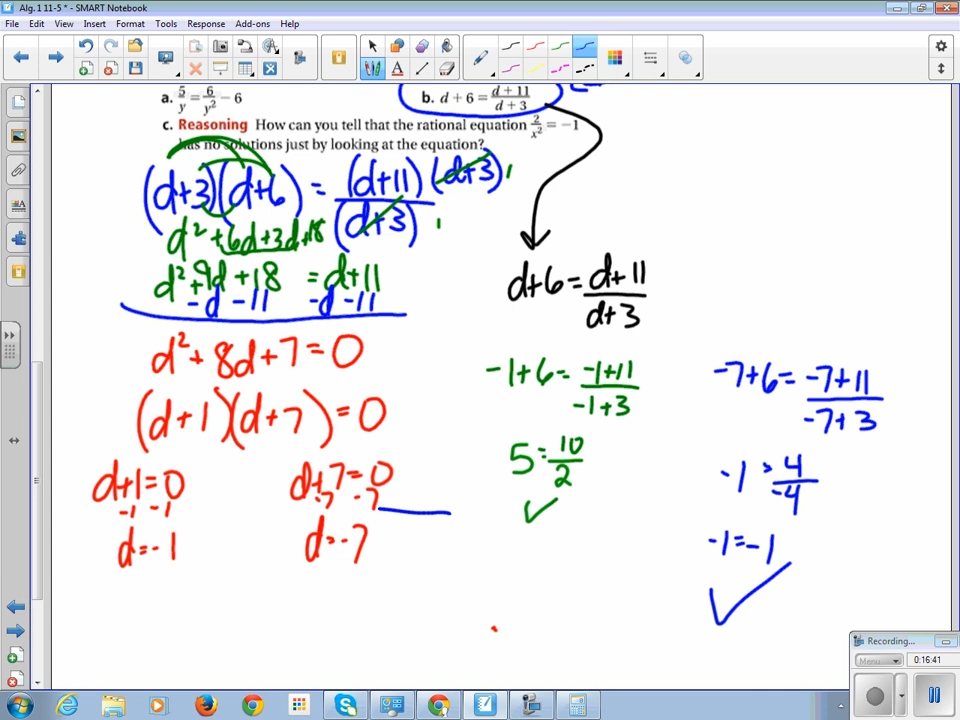 Alg.1 11-5 * - SMART Notebook
File Edit View Insert Format Tools Response Add-ons Help
a. 5/y = 6/y² − 6
b. d + 6 = (d + 11)/(d + 3)
c. Reasoning How can you tell that the rational equation 2/x² = −1
has no solutions just by looking at the equation?
(d+3)(d+6) = (d+11)(d+3)/(d+3)
1
1
d² + 6d+3d+18
d²+9d+18 = d+11
-d -11 -d -11
d²+8d+7=0
(d+1)(d+7)=0
d+1=0 d+7=0
-1 -1 -7 -7
d=-1 d=-7
d+6=(d+11)/(d+3)
-1+6=(-1+11)/(-1+3)
5=10/2
✓
-7+6=(-7+11)/(-7+3)
-1=4/-4
-1=-1
✓
Recording...
Menu
0:16:41